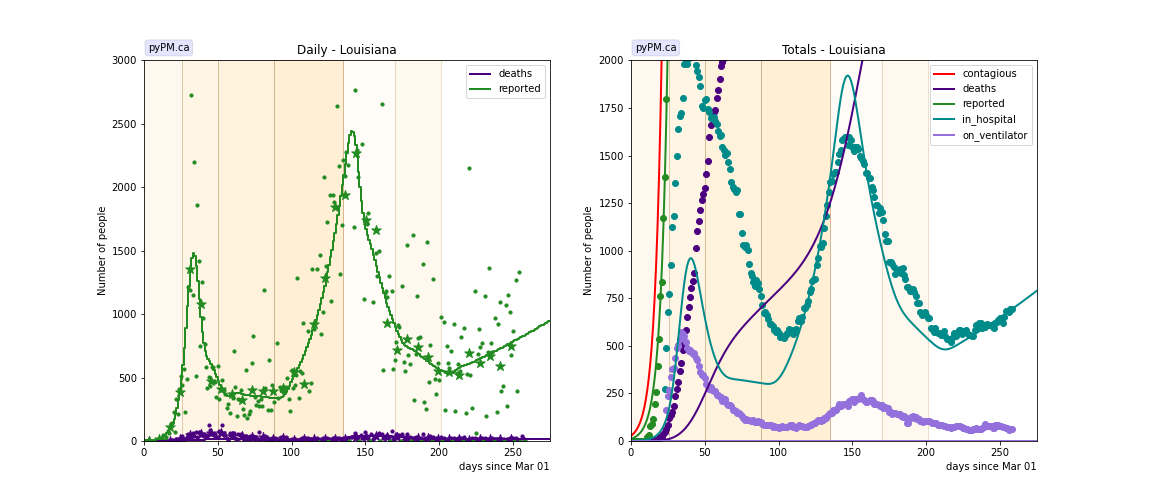 pyPM.ca
Daily - Louisiana
3000
2500
2000
1500
1000
500
0
Number of people
0
50
100
150
200
250
days since Mar 01
deaths
reported
pyPM.ca
Totals - Louisiana
2000
1750
1500
1250
1000
750
500
250
0
Number of people
0
50
100
150
200
250
days since Mar 01
contagious
deaths
reported
in_hospital
on_ventilator